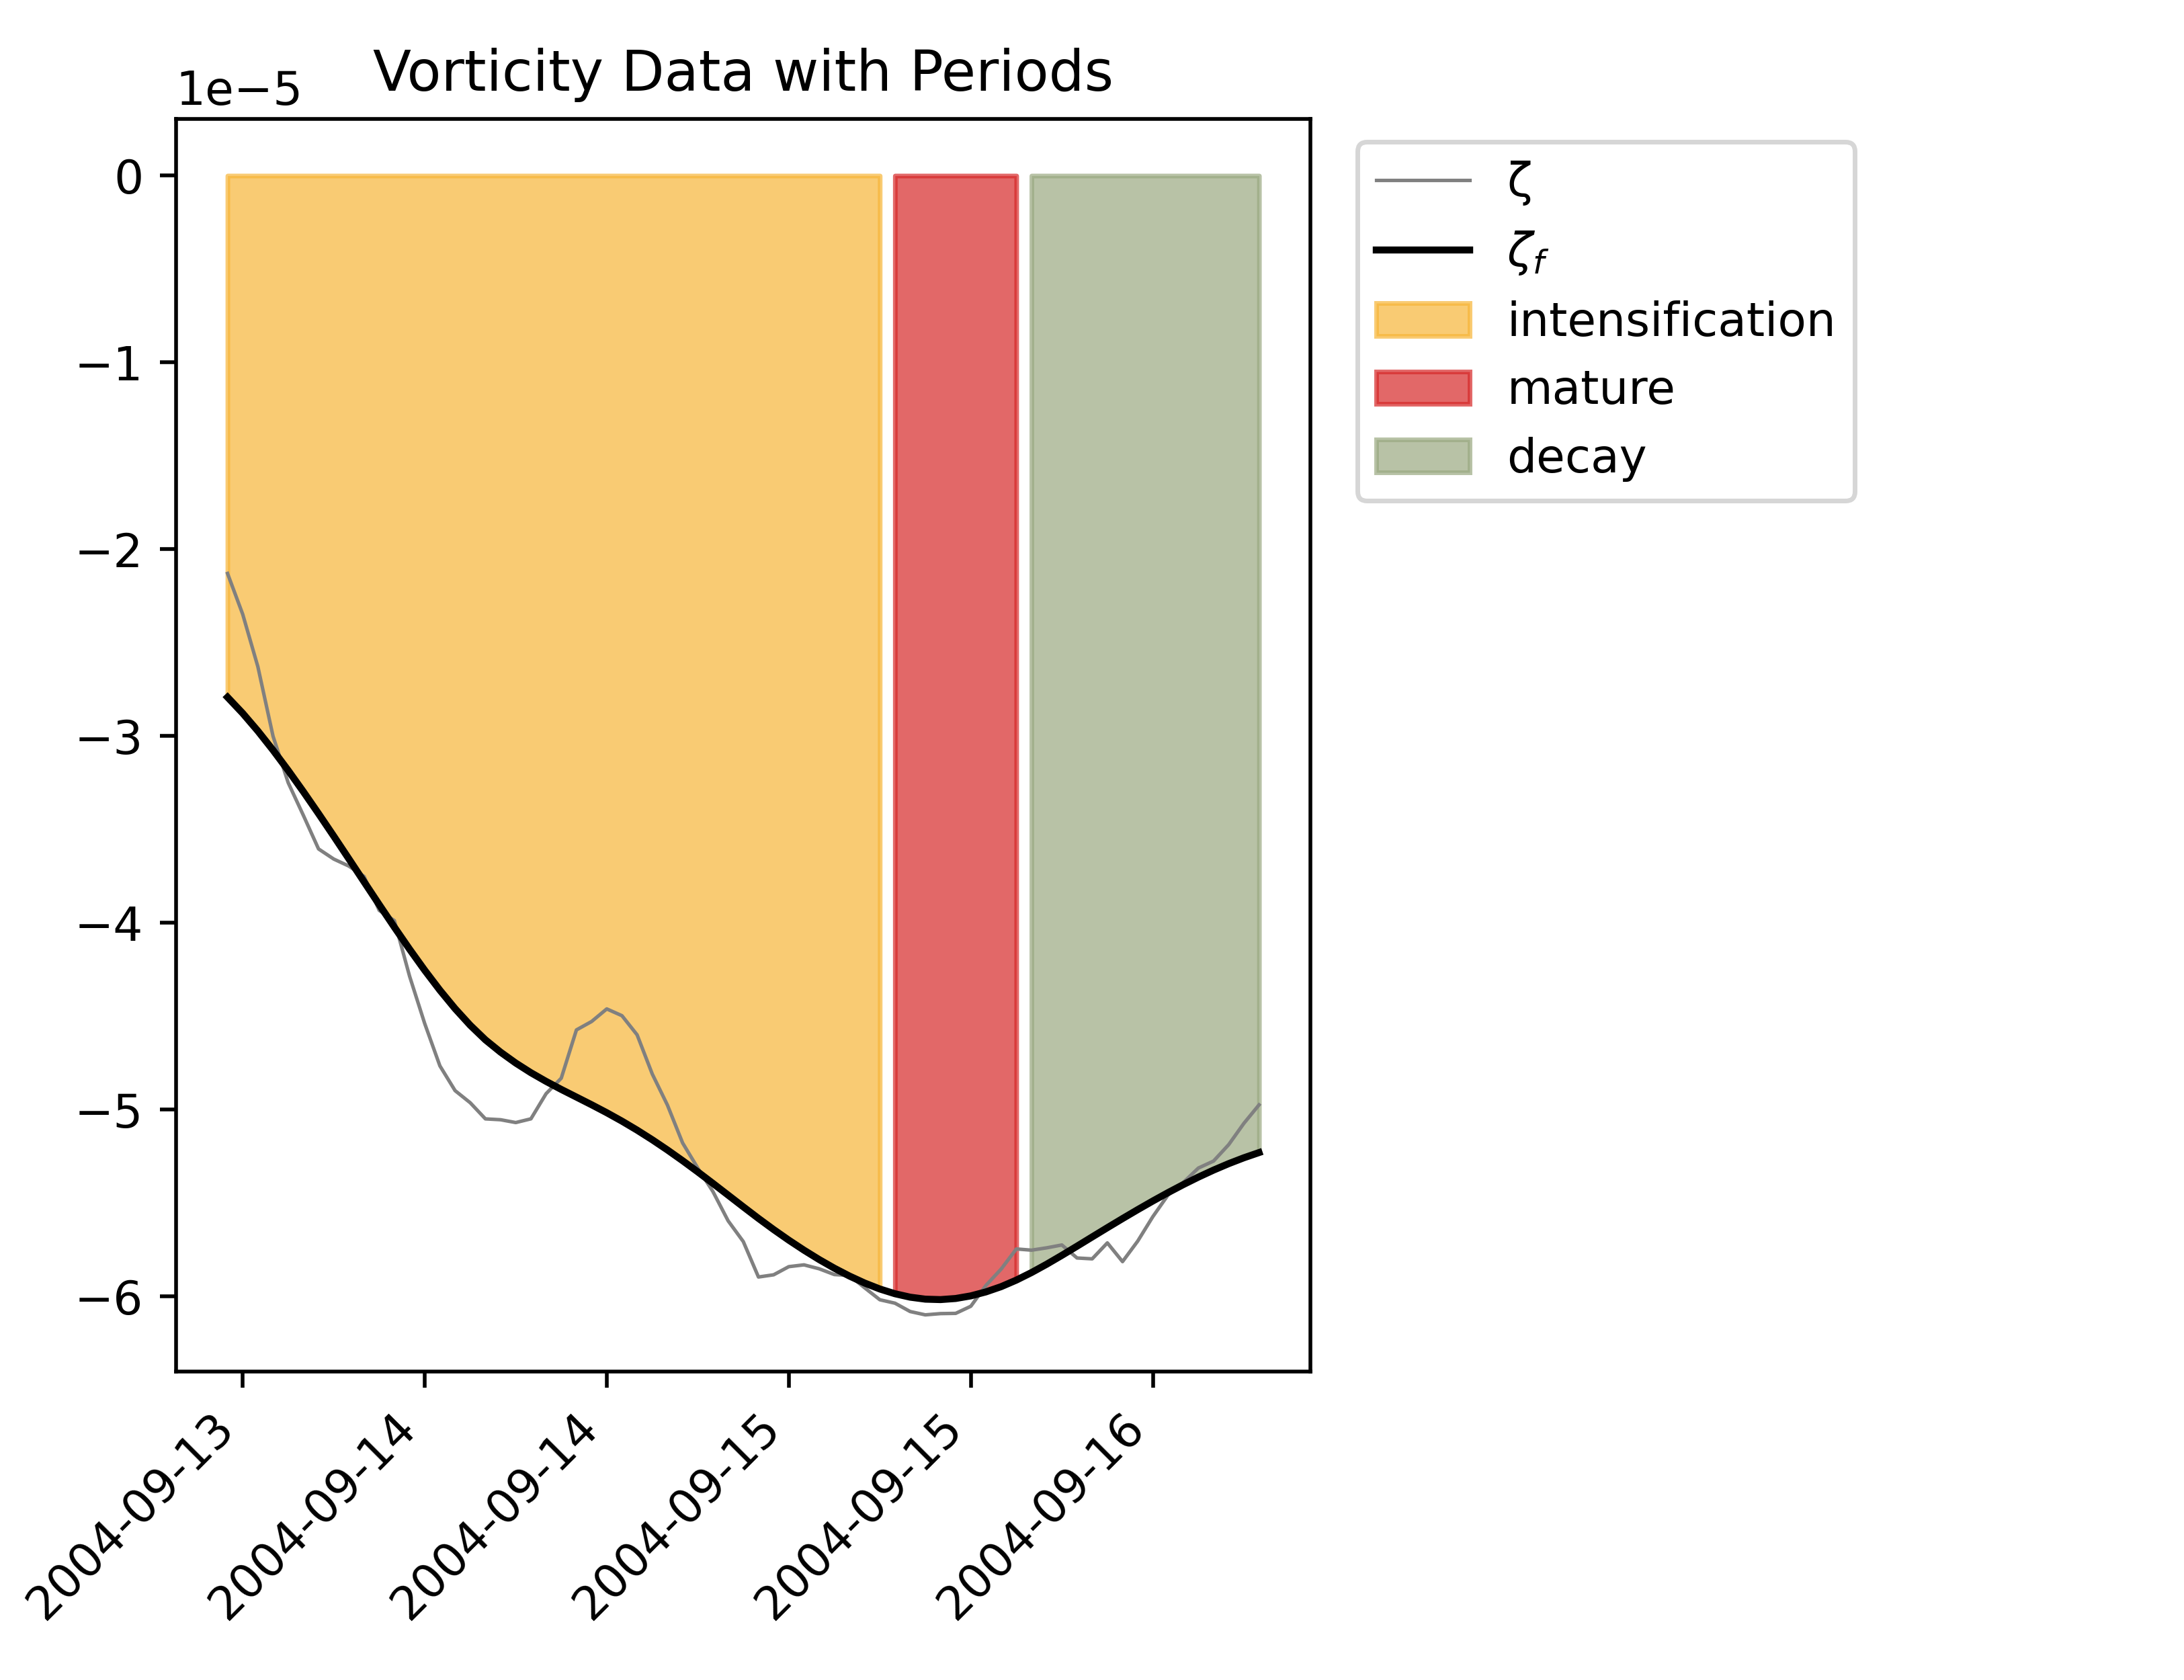 Vorticity Data with Periods
1e−5
0
−1
−2
−3
−4
−5
−6
2004-09-13
2004-09-14
2004-09-14
2004-09-15
2004-09-15
2004-09-16
ζ
ζf
intensification
mature
decay